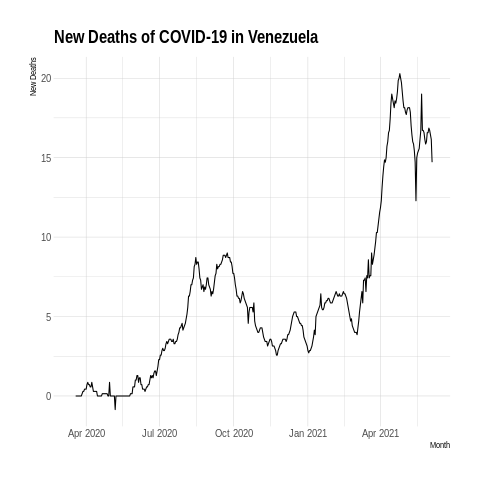 New Deaths of COVID-19 in Venezuela
New Deaths
20
15
10
5
0
Apr 2020 Jul 2020 Oct 2020 Jan 2021 Apr 2021
Month